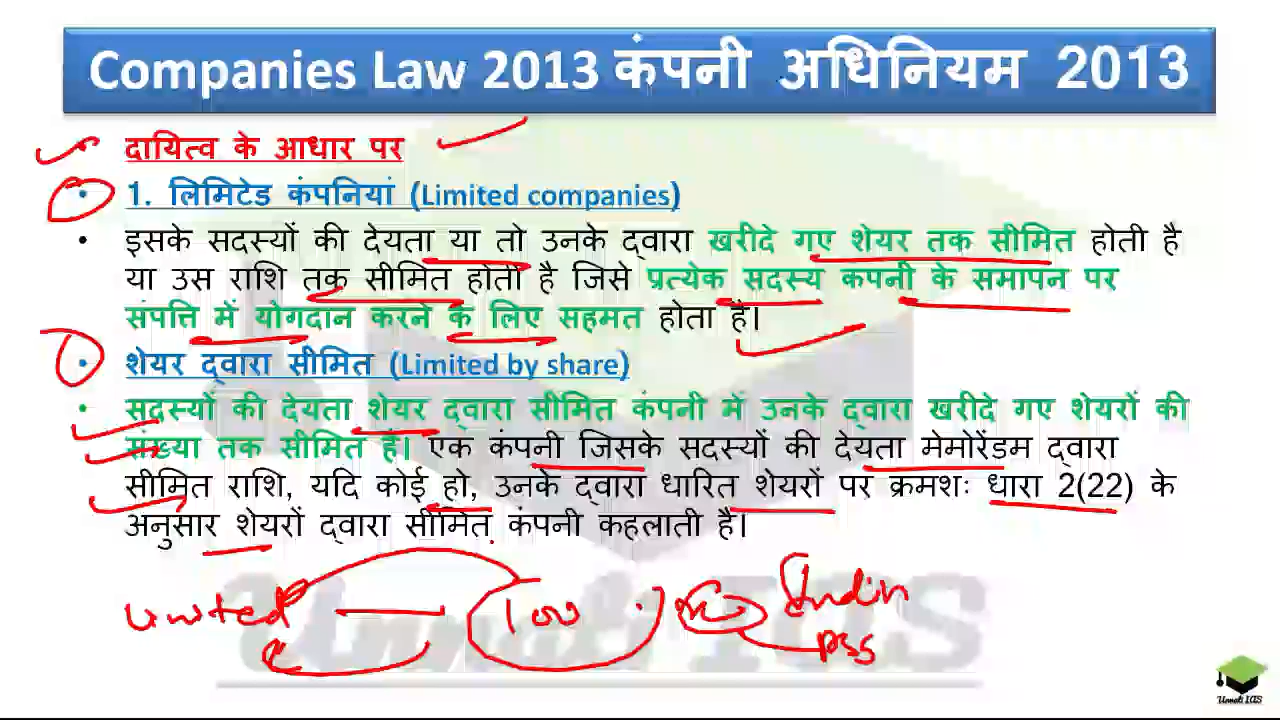 Companies Law 2013 कंपनी अधिनियम 2013
दायित्व के आधार पर
• 1. लिमिटेड कंपनियां (Limited companies)
• इसके सदस्यों की देयता या तो उनके द्वारा खरीदे गए शेयर तक सीमित होती है
या उस राशि तक सीमित होती है जिसे प्रत्येक सदस्य कंपनी के समापन पर
संपत्ति में योगदान करने के लिए सहमत होता है।
• शेयर द्वारा सीमित (Limited by share)
• सदस्यों की देयता शेयर द्वारा सीमित कंपनी में उनके द्वारा खरीदे गए शेयरों की
संख्या तक सीमित है। एक कंपनी जिसके सदस्यों की देयता मेमोरेंडम द्वारा
सीमित राशि, यदि कोई हो, उनके द्वारा धारित शेयरों पर क्रमशः धारा 2(22) के
अनुसार शेयरों द्वारा सीमित कंपनी कहलाती है।
100
Unnati IAS
Unnati IAS